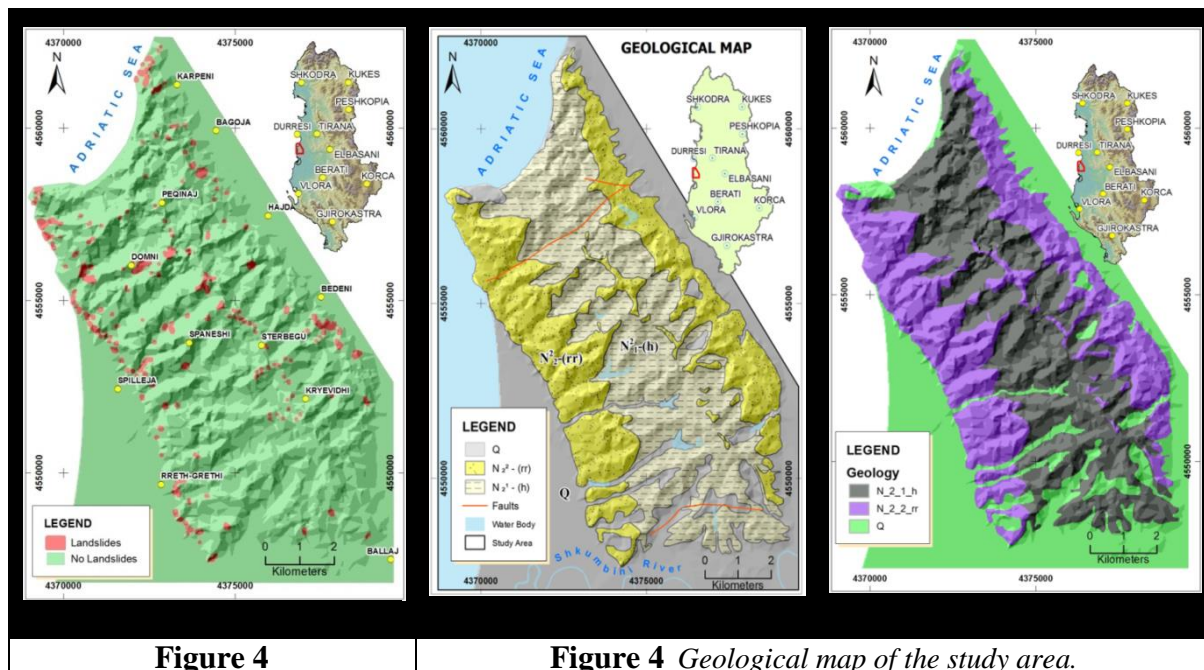 4370000
4375000
N
ADRIATIC SEA
KARPENI
BAGOJA
PEQINAJ
HAJDA
DOMNI
BEDENI
SPANESHI
STERBEGU
SPILLEJA
KRYEVIDHI
RRETH-GRETHI
BALLAJ
SHKODRA
KUKES
PESHKOPIA
DURRESI
TIRANA
ELBASANI
BERATI
KORCA
VLORA
GJIROKASTRA
4560000
4555000
4550000
LEGEND
Landslides
No Landslides
0 1 2
Kilometers
4370000
4375000
4370000
4375000
N
GEOLOGICAL MAP
ADRIATIC SEA
SHKODRA
KUKES
PESHKOPIA
DURRESI
TIRANA
ELBASANI
BERATI
KORCA
VLORA
GJIROKASTRA
4560000
4555000
4550000
N²₂-(rr)
N²₁-(h)
Q
LEGEND
Q
N ₂² - (rr)
N ₂¹ - (h)
Faults
Water Body
Study Area
Shkumbini River
0 1 2
Kilometers
4370000
4375000
4370000
4375000
N
ADRIATIC SEA
SHKODRA
KUKES
PESHKOPIA
DURRESI
TIRANA
ELBASANI
BERATI
KORCA
VLORA
GJIROKASTRA
4560000
4555000
4550000
LEGEND
Geology
N_2_1_h
N_2_2_rr
Q
0 1 2
Kilometers
4370000
4375000
Figure 4
Figure 4 Geological map of the study area.